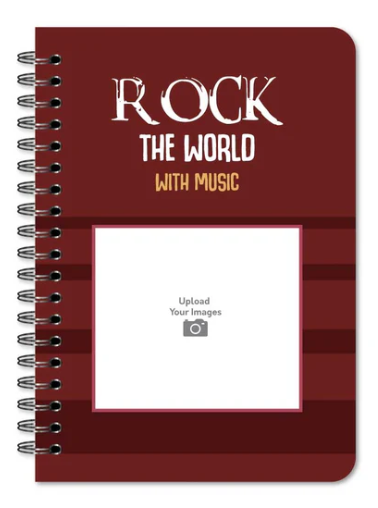 ROCK
THE WORLD
WITH MUSIC
Upload
Your Images